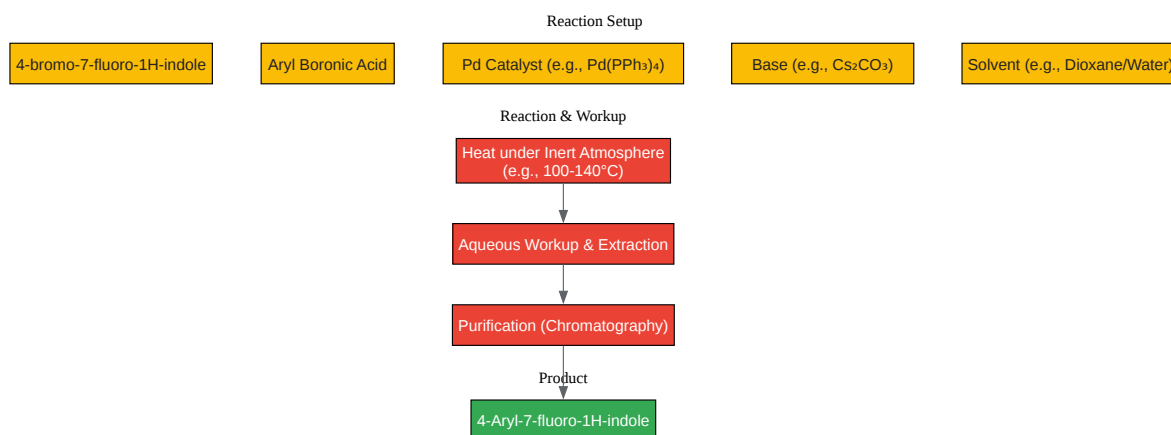 Reaction Setup
4-bromo-7-fluoro-1H-indole
Aryl Boronic Acid
Pd Catalyst (e.g., Pd(PPh₃)₄)
Base (e.g., Cs₂CO₃)
Solvent (e.g., Dioxane/Water)
Reaction & Workup
Heat under Inert Atmosphere
(e.g., 100-140°C)
Aqueous Workup & Extraction
Purification (Chromatography)
Product
4-Aryl-7-fluoro-1H-indole